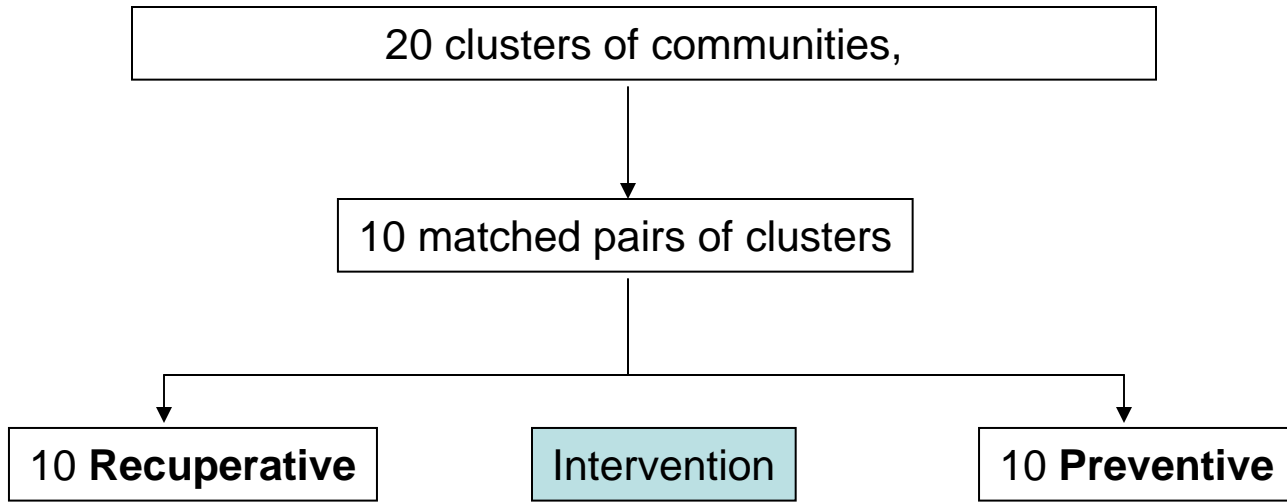 20 clusters of communities,
10 matched pairs of clusters
10 Recuperative
Intervention
10 Preventive